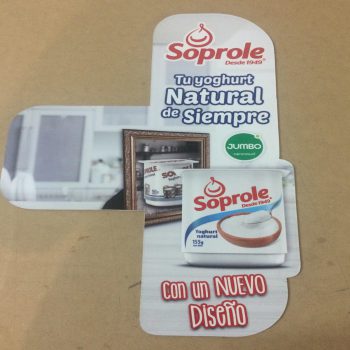 Soprole
Desde 1949
Tu yoghurt
Natural
de Siempre
JUMBO
SOPROLE
Soprole
Desde 1949
Yoghurt
natural
155g
Con un NUEVO
Diseño